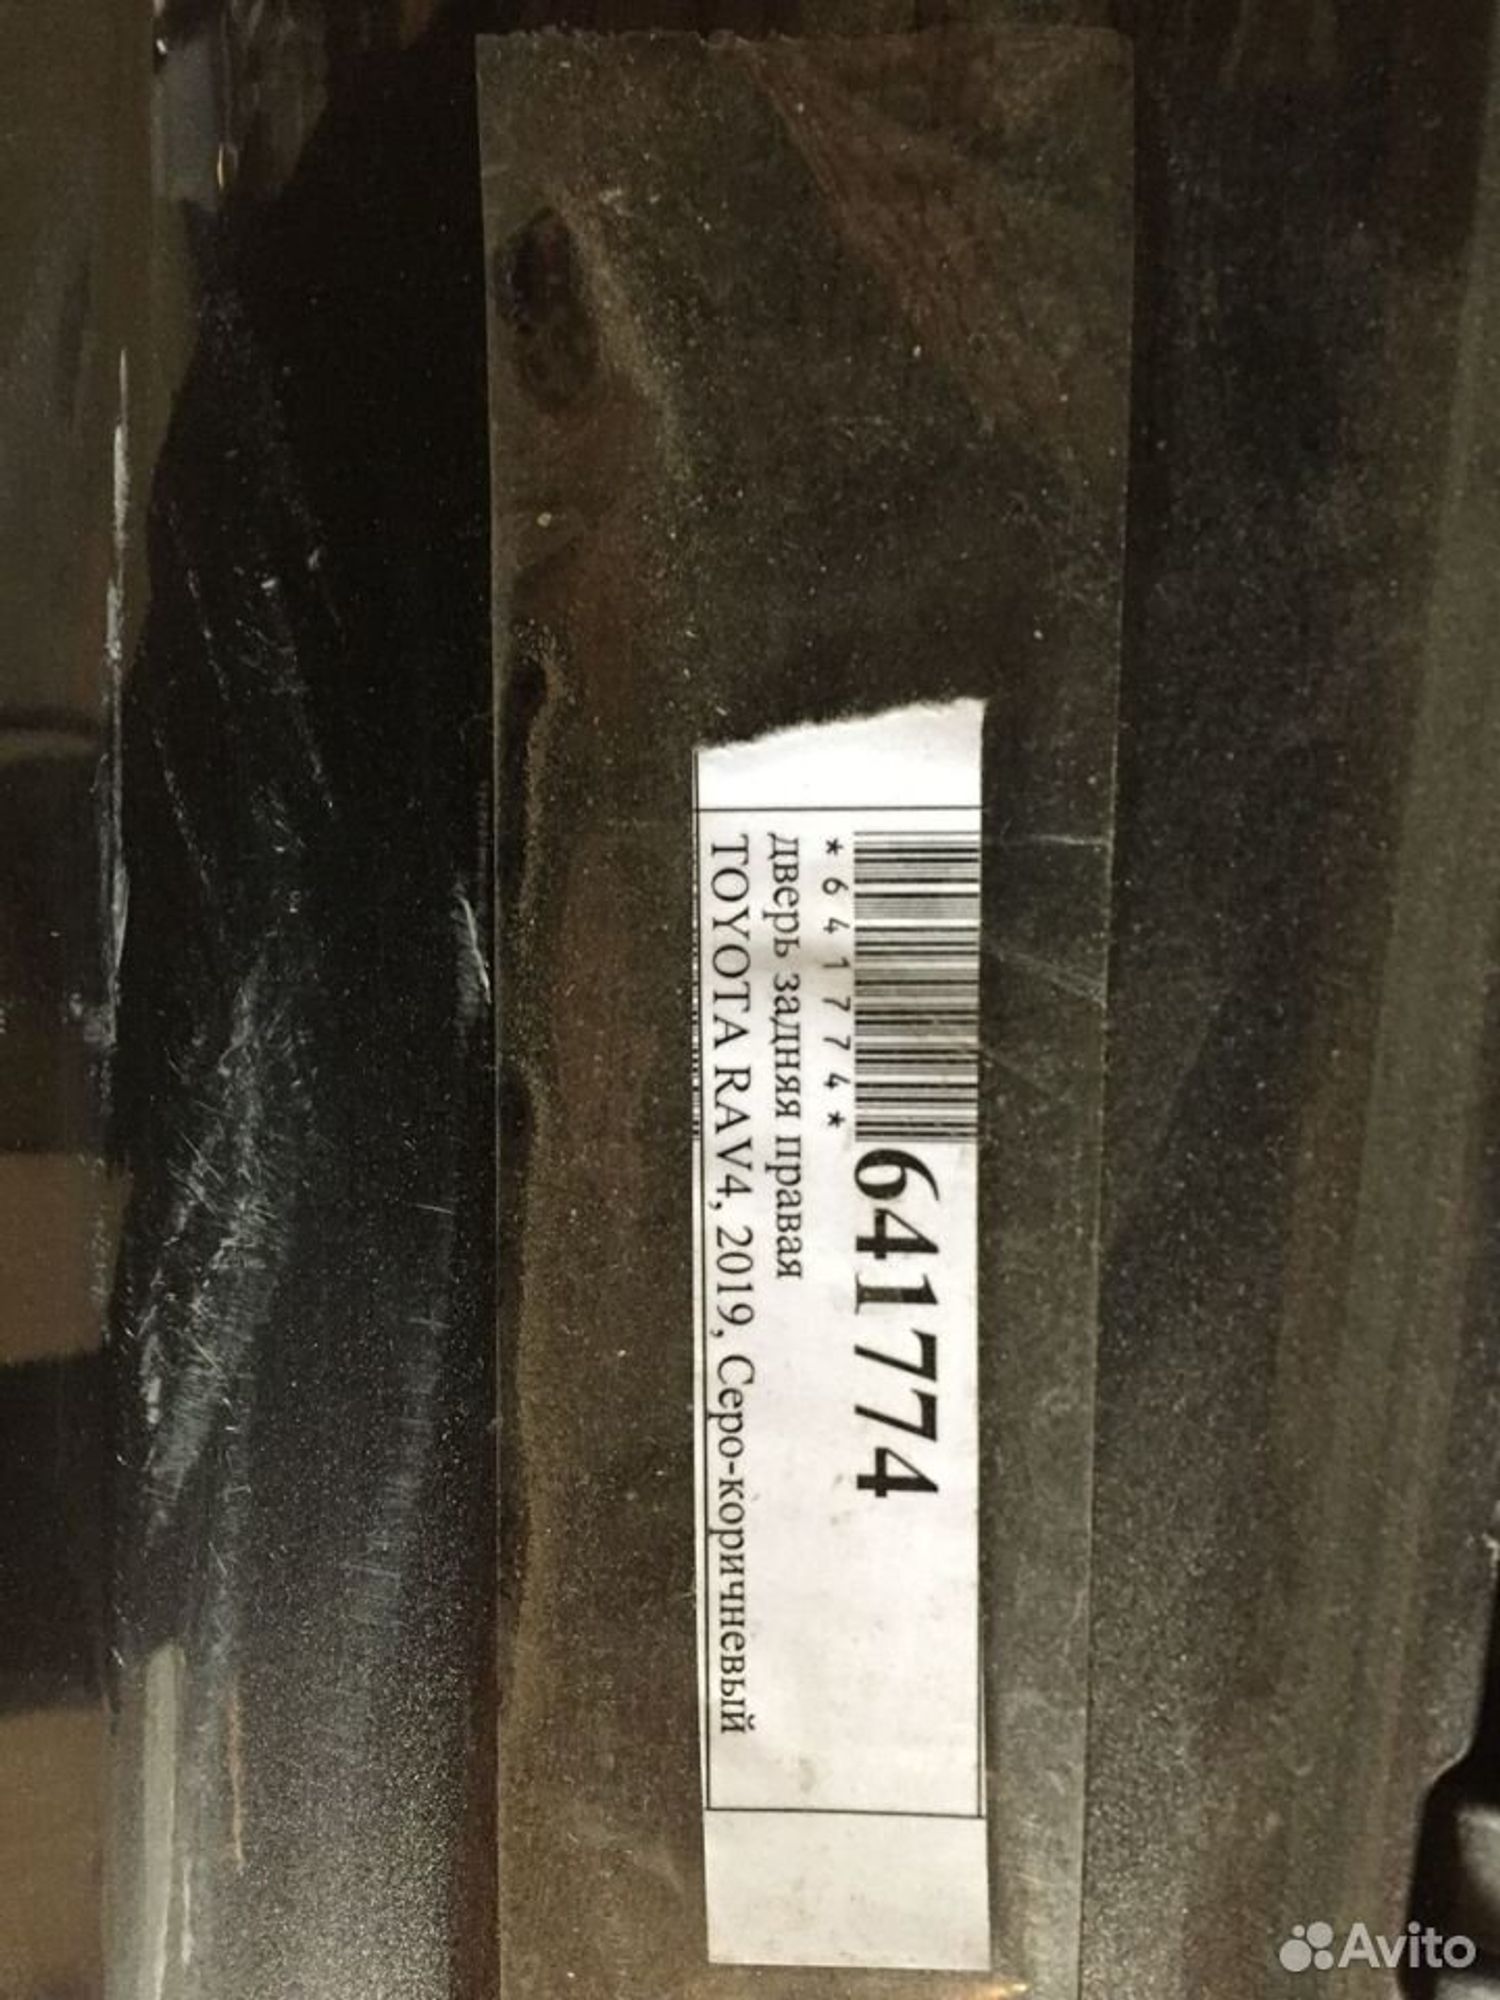 641774
*641774*
дверь задняя правая
TOYOTA RAV4, 2019, Серо-коричневый
Avito